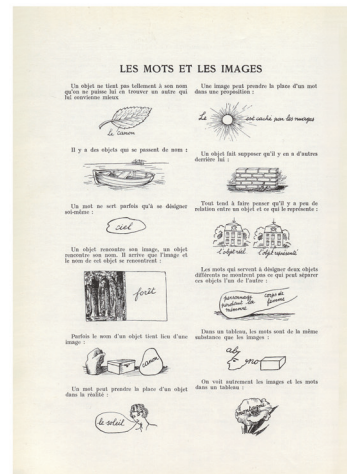 LES MOTS ET LES IMAGES
Un objet ne tient pas tellement à son nom
qu'on ne puisse lui en trouver un autre qui
lui convienne mieux
le canon
Il y a des objets qui se passent de nom :
Un mot ne sert parfois qu'à se désigner
soi-même :
ciel
Un objet rencontre son image, un objet
rencontre son nom. Il arrive que l'image et
le nom de cet objet se rencontrent :
forêt
Parfois le nom d'un objet tient lieu d'une
image :
canon
Un mot peut prendre la place d'un objet
dans la réalité :
le soleil
Une image peut prendre la place d'un mot
dans une proposition :
Le est caché par les nuages
Un objet fait supposer qu'il y en a d'autres
derrière lui :
Tout tend à faire penser qu'il y a peu de
relation entre un objet et ce qui le représente :
l'objet réel
l'objet représenté
Les mots qui servent à désigner deux objets
différents ne montrent pas ce qui peut séparer
ces objets l'un de l'autre :
personnage
perdant la
mémoire
corps de
femme
Dans un tableau, les mots sont de la même
substance que les images :
On voit autrement les images et les mots
dans un tableau :